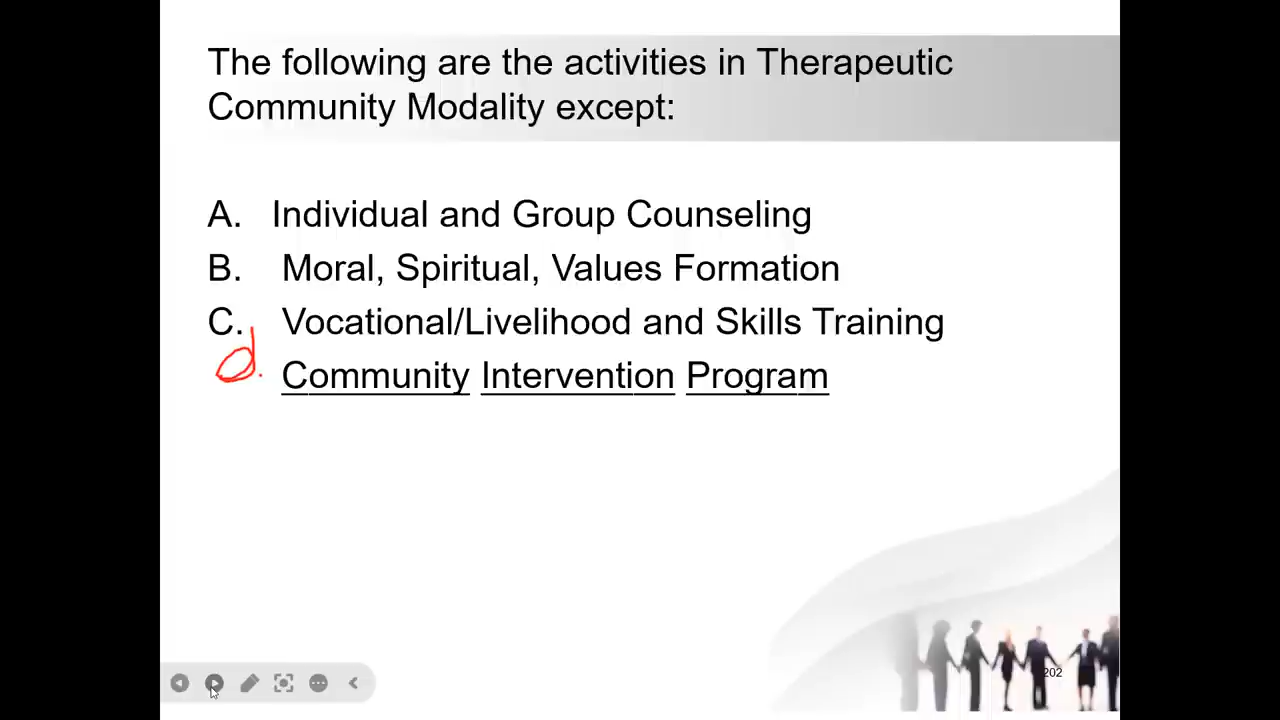 The following are the activities in Therapeutic
Community Modality except:
A. Individual and Group Counseling
B. Moral, Spiritual, Values Formation
C. Vocational/Livelihood and Skills Training
d. Community Intervention Program
202